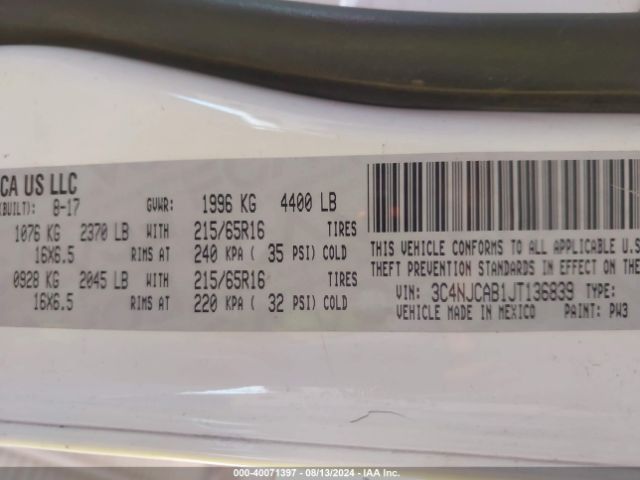 CA US LLC
(BUILT): 8-17 GVWR: 1996 KG 4400 LB
1076 KG 2370 LB WITH 215/65R16 TIRES
16X6.5 RIMS AT 240 KPA ( 35 PSI) COLD
0928 KG 2045 LB WITH 215/65R16 TIRES
16X6.5 RIMS AT 220 KPA ( 32 PSI) COLD
THIS VEHICLE CONFORMS TO ALL APPLICABLE U.S
THEFT PREVENTION STANDARDS IN EFFECT ON THE
VIN: 3C4NJCAB1JT136839 TYPE:
VEHICLE MADE IN MEXICO PAINT: PW3
000-40071397 - 08/13/2024 - IAA Inc.